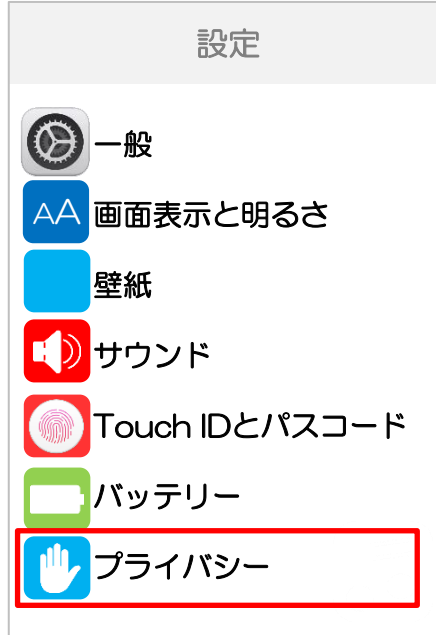 設定
一般
AA 画面表示と明るさ
壁紙
サウンド
Touch IDとパスコード
バッテリー
プライバシー